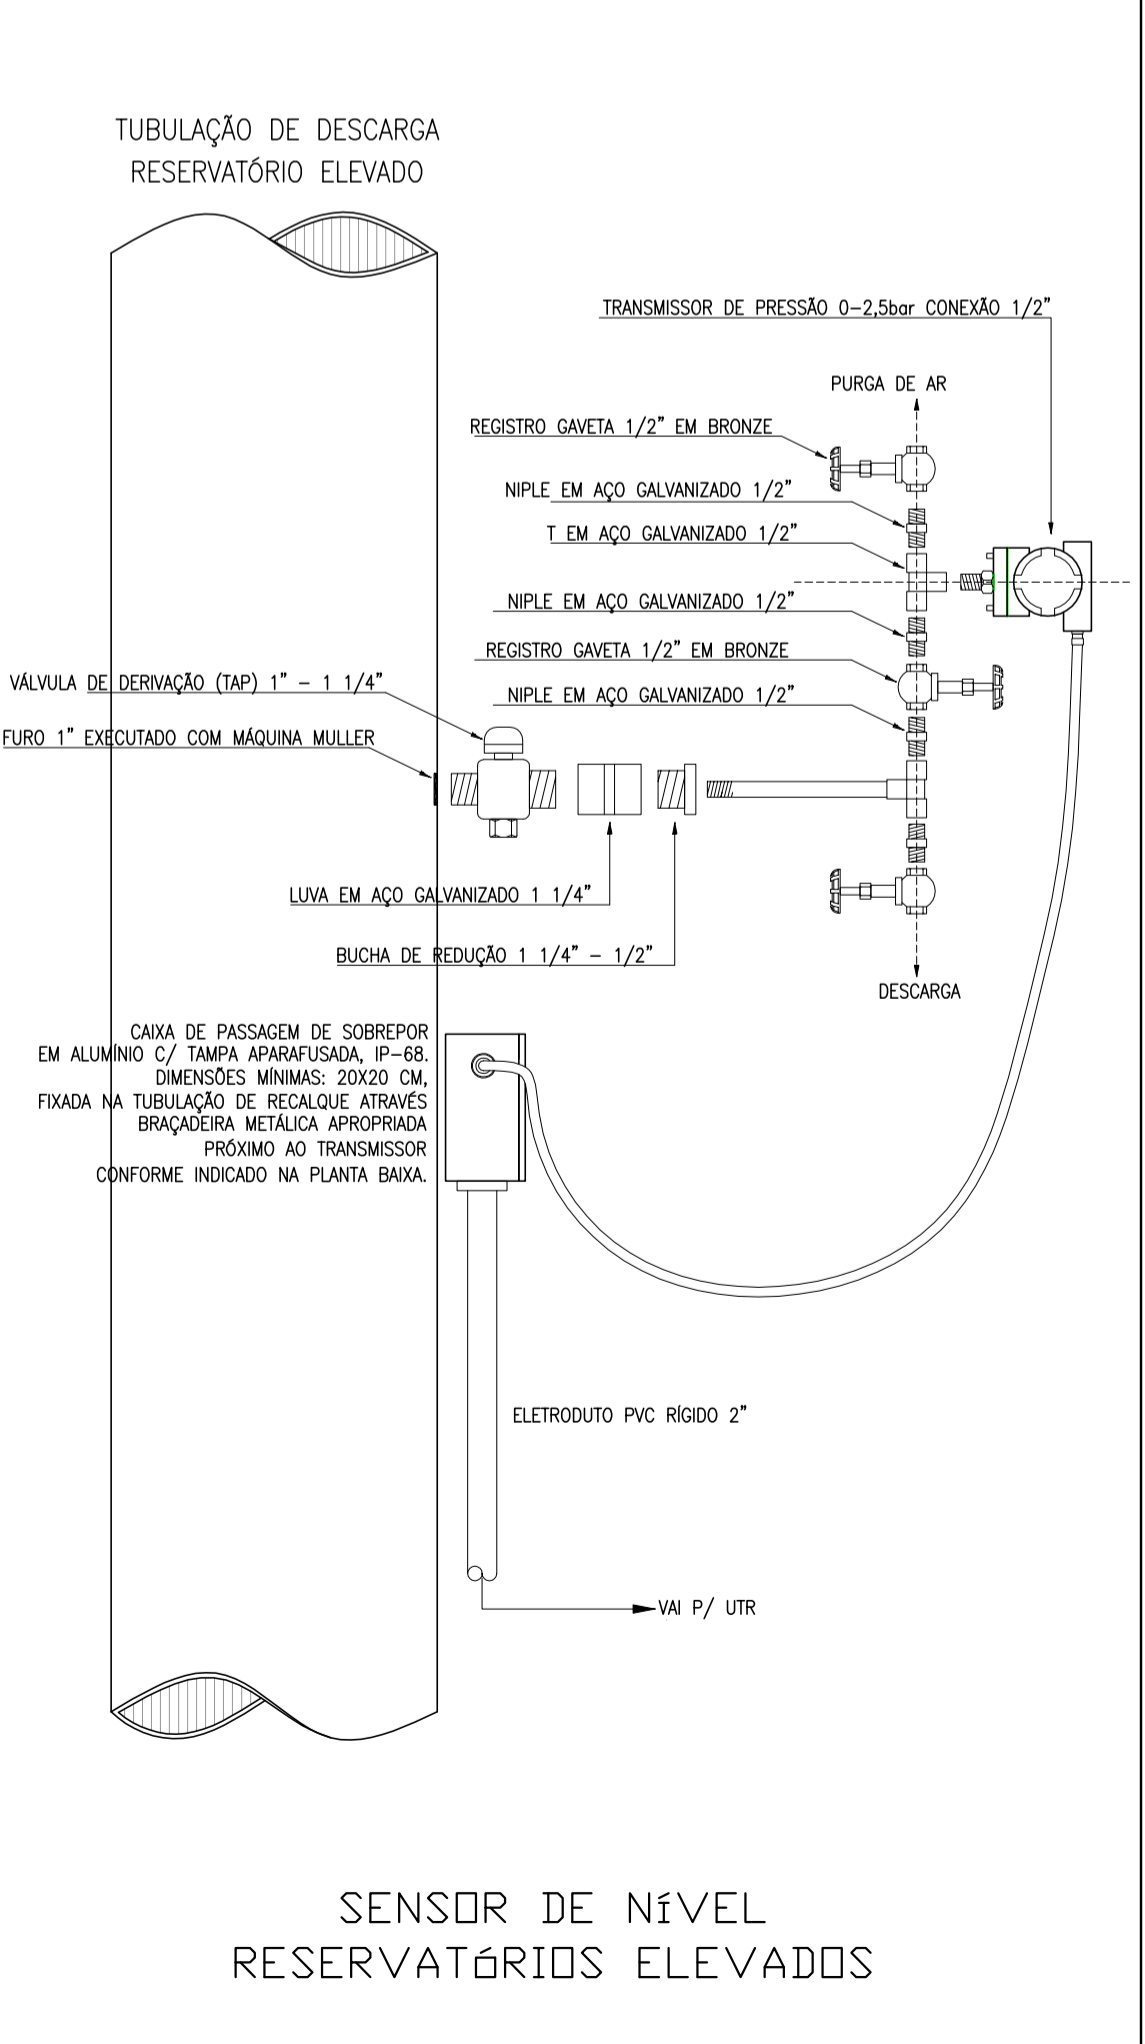 TUBULAÇÃO DE DESCARGA
RESERVATÓRIO ELEVADO
TRANSMISSOR DE PRESSÃO 0-2,5bar CONEXÃO 1/2”
PURGA DE AR
REGISTRO GAVETA 1/2” EM BRONZE
NIPLE EM AÇO GALVANIZADO 1/2”
T EM AÇO GALVANIZADO 1/2”
NIPLE EM AÇO GALVANIZADO 1/2”
REGISTRO GAVETA 1/2” EM BRONZE
VÁLVULA DE DERIVAÇÃO (TAP) 1” - 1 1/4”
NIPLE EM AÇO GALVANIZADO 1/2”
FURO 1” EXECUTADO COM MÁQUINA MULLER
LUVA EM AÇO GALVANIZADO 1 1/4”
BUCHA DE REDUÇÃO 1 1/4” - 1/2”
DESCARGA
CAIXA DE PASSAGEM DE SOBREPOR
EM ALUMÍNIO C/ TAMPA APARAFUSADA, IP-68.
DIMENSÕES MÍNIMAS: 20X20 CM,
FIXADA NA TUBULAÇÃO DE RECALQUE ATRAVÉS
BRAÇADEIRA METÁLICA APROPRIADA
PRÓXIMO AO TRANSMISSOR
CONFORME INDICADO NA PLANTA BAIXA.
ELETRODUTO PVC RÍGIDO 2”
VAI P/ UTR
SENSOR DE NíVEL
RESERVATóRIOS ELEVADOS